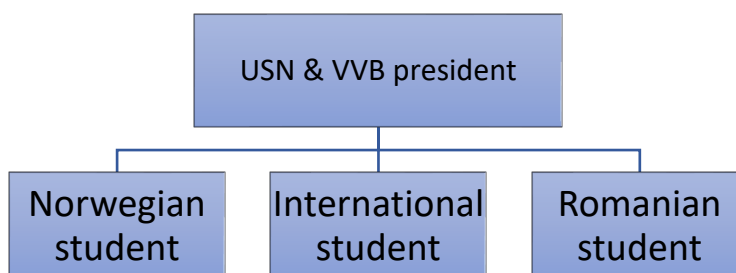 USN & VVB president
Norwegian
student
International
student
Romanian
student